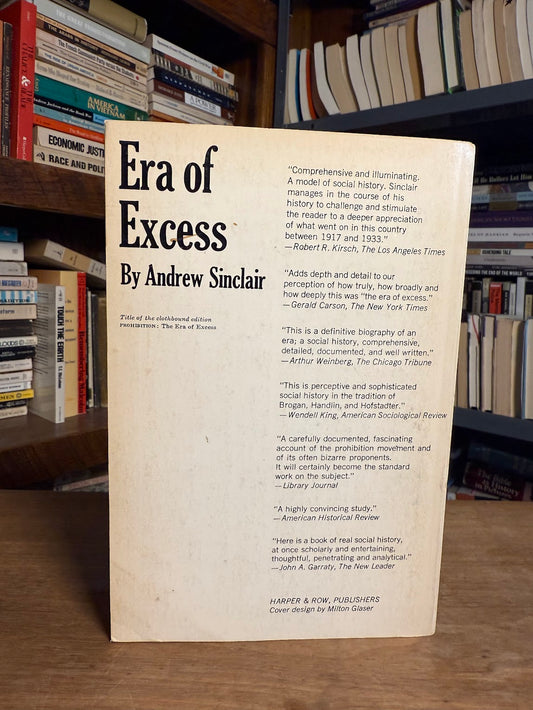 Era of
Excess
By Andrew Sinclair
Title of the clothbound edition
PROHIBITION: The Era of Excess
"Comprehensive and illuminating.
A model of social history. Sinclair
manages in the course of his
history to challenge and stimulate
the reader to a deeper appreciation
of what went on in this country
between 1917 and 1933."
—Robert R. Kirsch, The Los Angeles Times
"Adds depth and detail to our
perception of how truly, how broadly and
how deeply this was "the era of excess."
—Gerald Carson, The New York Times
"This is a definitive biography of an
era; a social history, comprehensive,
detailed, documented, and well written."
—Arthur Weinberg, The Chicago Tribune
"This is perceptive and sophisticated
social history in the tradition of
Brogan, Handlin, and Hofstadter."
—Wendell King, American Sociological Review
"A carefully documented, fascinating
account of the prohibition movement and
of its often bizarre proponents.
It will certainly become the standard
work on the subject."
—Library Journal
"A highly convincing study."
—American Historical Review
"Here is a book of real social history,
at once scholarly and entertaining,
thoughtful, penetrating and analytical."
—John A. Garraty, The New Leader
HARPER & ROW, PUBLISHERS
Cover design by Milton Glaser
AMERICA
IN VIETNAM
ECONOMIC JUST
RACE AND POLI
TOUCH THE EARTH